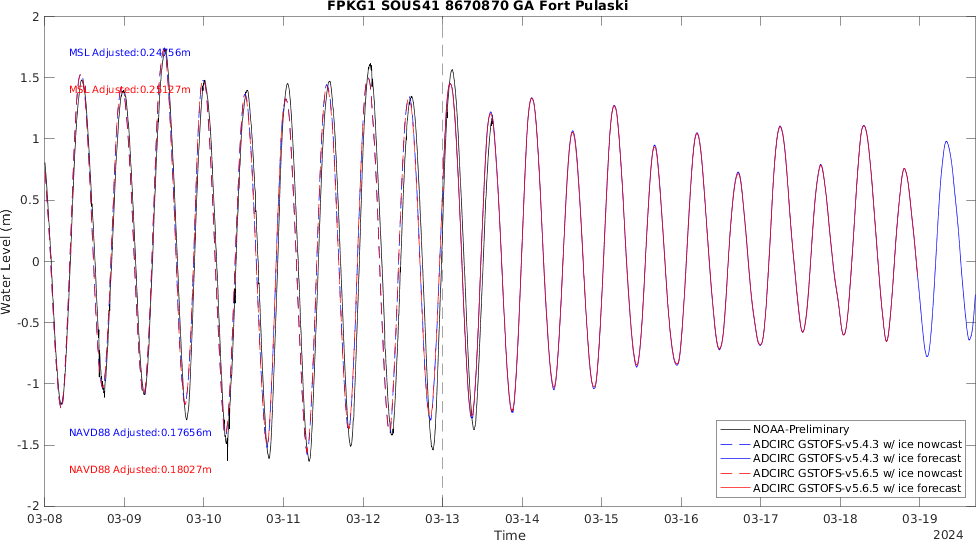 FPKG1 SOUS41 8670870 GA Fort Pulaski
2
1.5
1
0.5
0
-0.5
-1
-1.5
-2
Water Level (m)
MSL Adjusted:0.24756m
MSL Adjusted:0.25127m
NAVD88 Adjusted:0.17656m
NAVD88 Adjusted:0.18027m
NOAA-Preliminary
ADCIRC GSTOFS-v5.4.3 w/ ice nowcast
ADCIRC GSTOFS-v5.4.3 w/ ice forecast
ADCIRC GSTOFS-v5.6.5 w/ ice nowcast
ADCIRC GSTOFS-v5.6.5 w/ ice forecast
03-08 03-09 03-10 03-11 03-12 03-13 03-14 03-15 03-16 03-17 03-18 03-19
Time
2024